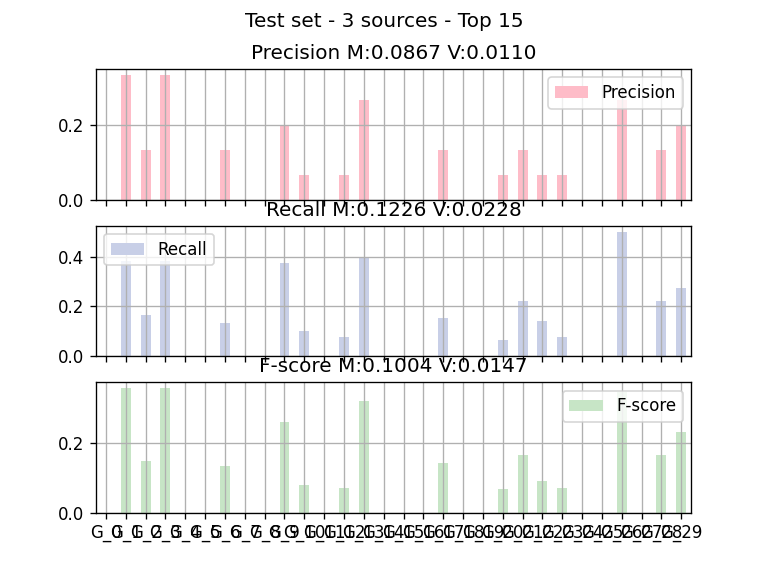 Test set - 3 sources - Top 15
Precision M:0.0867 V:0.0110
Precision
0.2
0.0
Recall M:0.1226 V:0.0228
Recall
0.4
0.2
0.0
F-score M:0.1004 V:0.0147
F-score
0.2
0.0
G_0 G_1 G_2 G_3 G_4 G_5 G_6 G_7 G_8 G_9 G_10 G_11 G_12 G_13 G_14 G_15 G_16 G_17 G_18 G_19 G_20 G_21 G_22 G_23 G_24 G_25 G_26 G_27 G_28 G_29